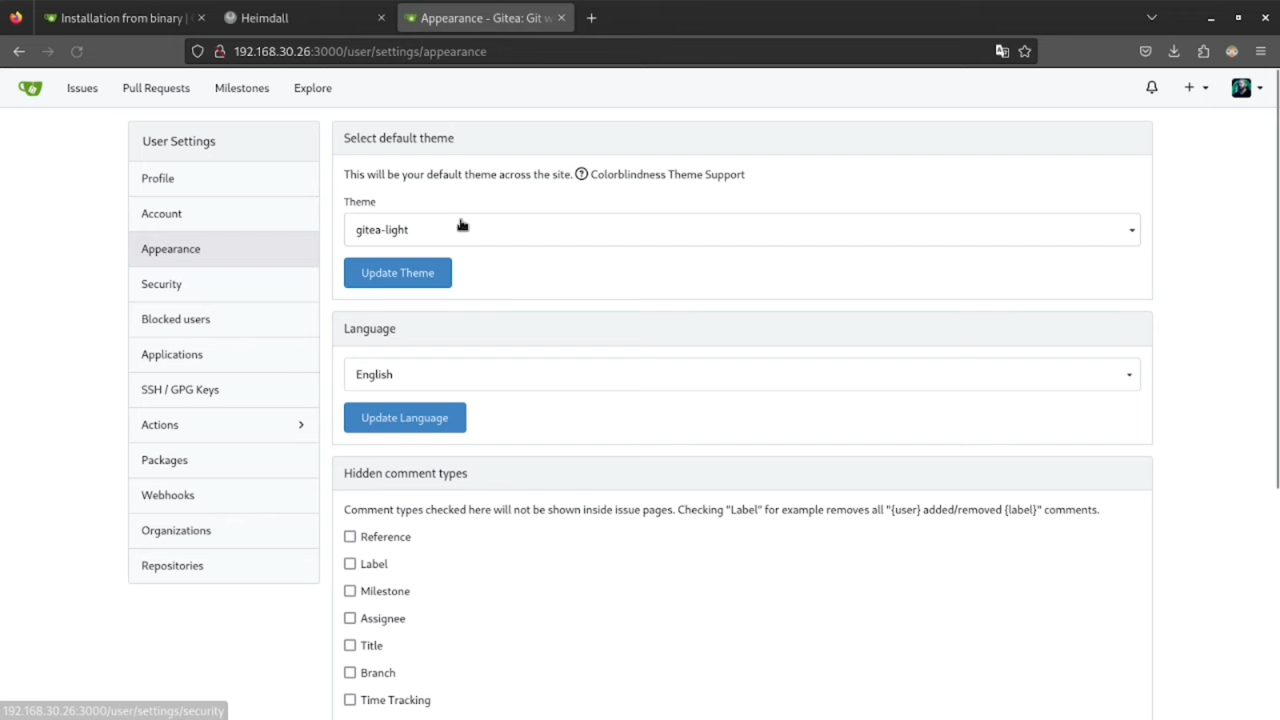 Installation from binary |
Heimdall
Appearance - Gitea: Git w
192.168.30.26:3000/user/settings/appearance
Issues
Pull Requests
Milestones
Explore
User Settings
Profile
Account
Appearance
Security
Blocked users
Applications
SSH / GPG Keys
Actions
Packages
Webhooks
Organizations
Repositories
Select default theme
This will be your default theme across the site. Colorblindness Theme Support
Theme
gitea-light
Update Theme
Language
English
Update Language
Hidden comment types
Comment types checked here will not be shown inside issue pages. Checking "Label" for example removes all "{user} added/removed {label}" comments.
Reference
Label
Milestone
Assignee
Title
Branch
Time Tracking
192.168.30.26:3000/user/settings/security